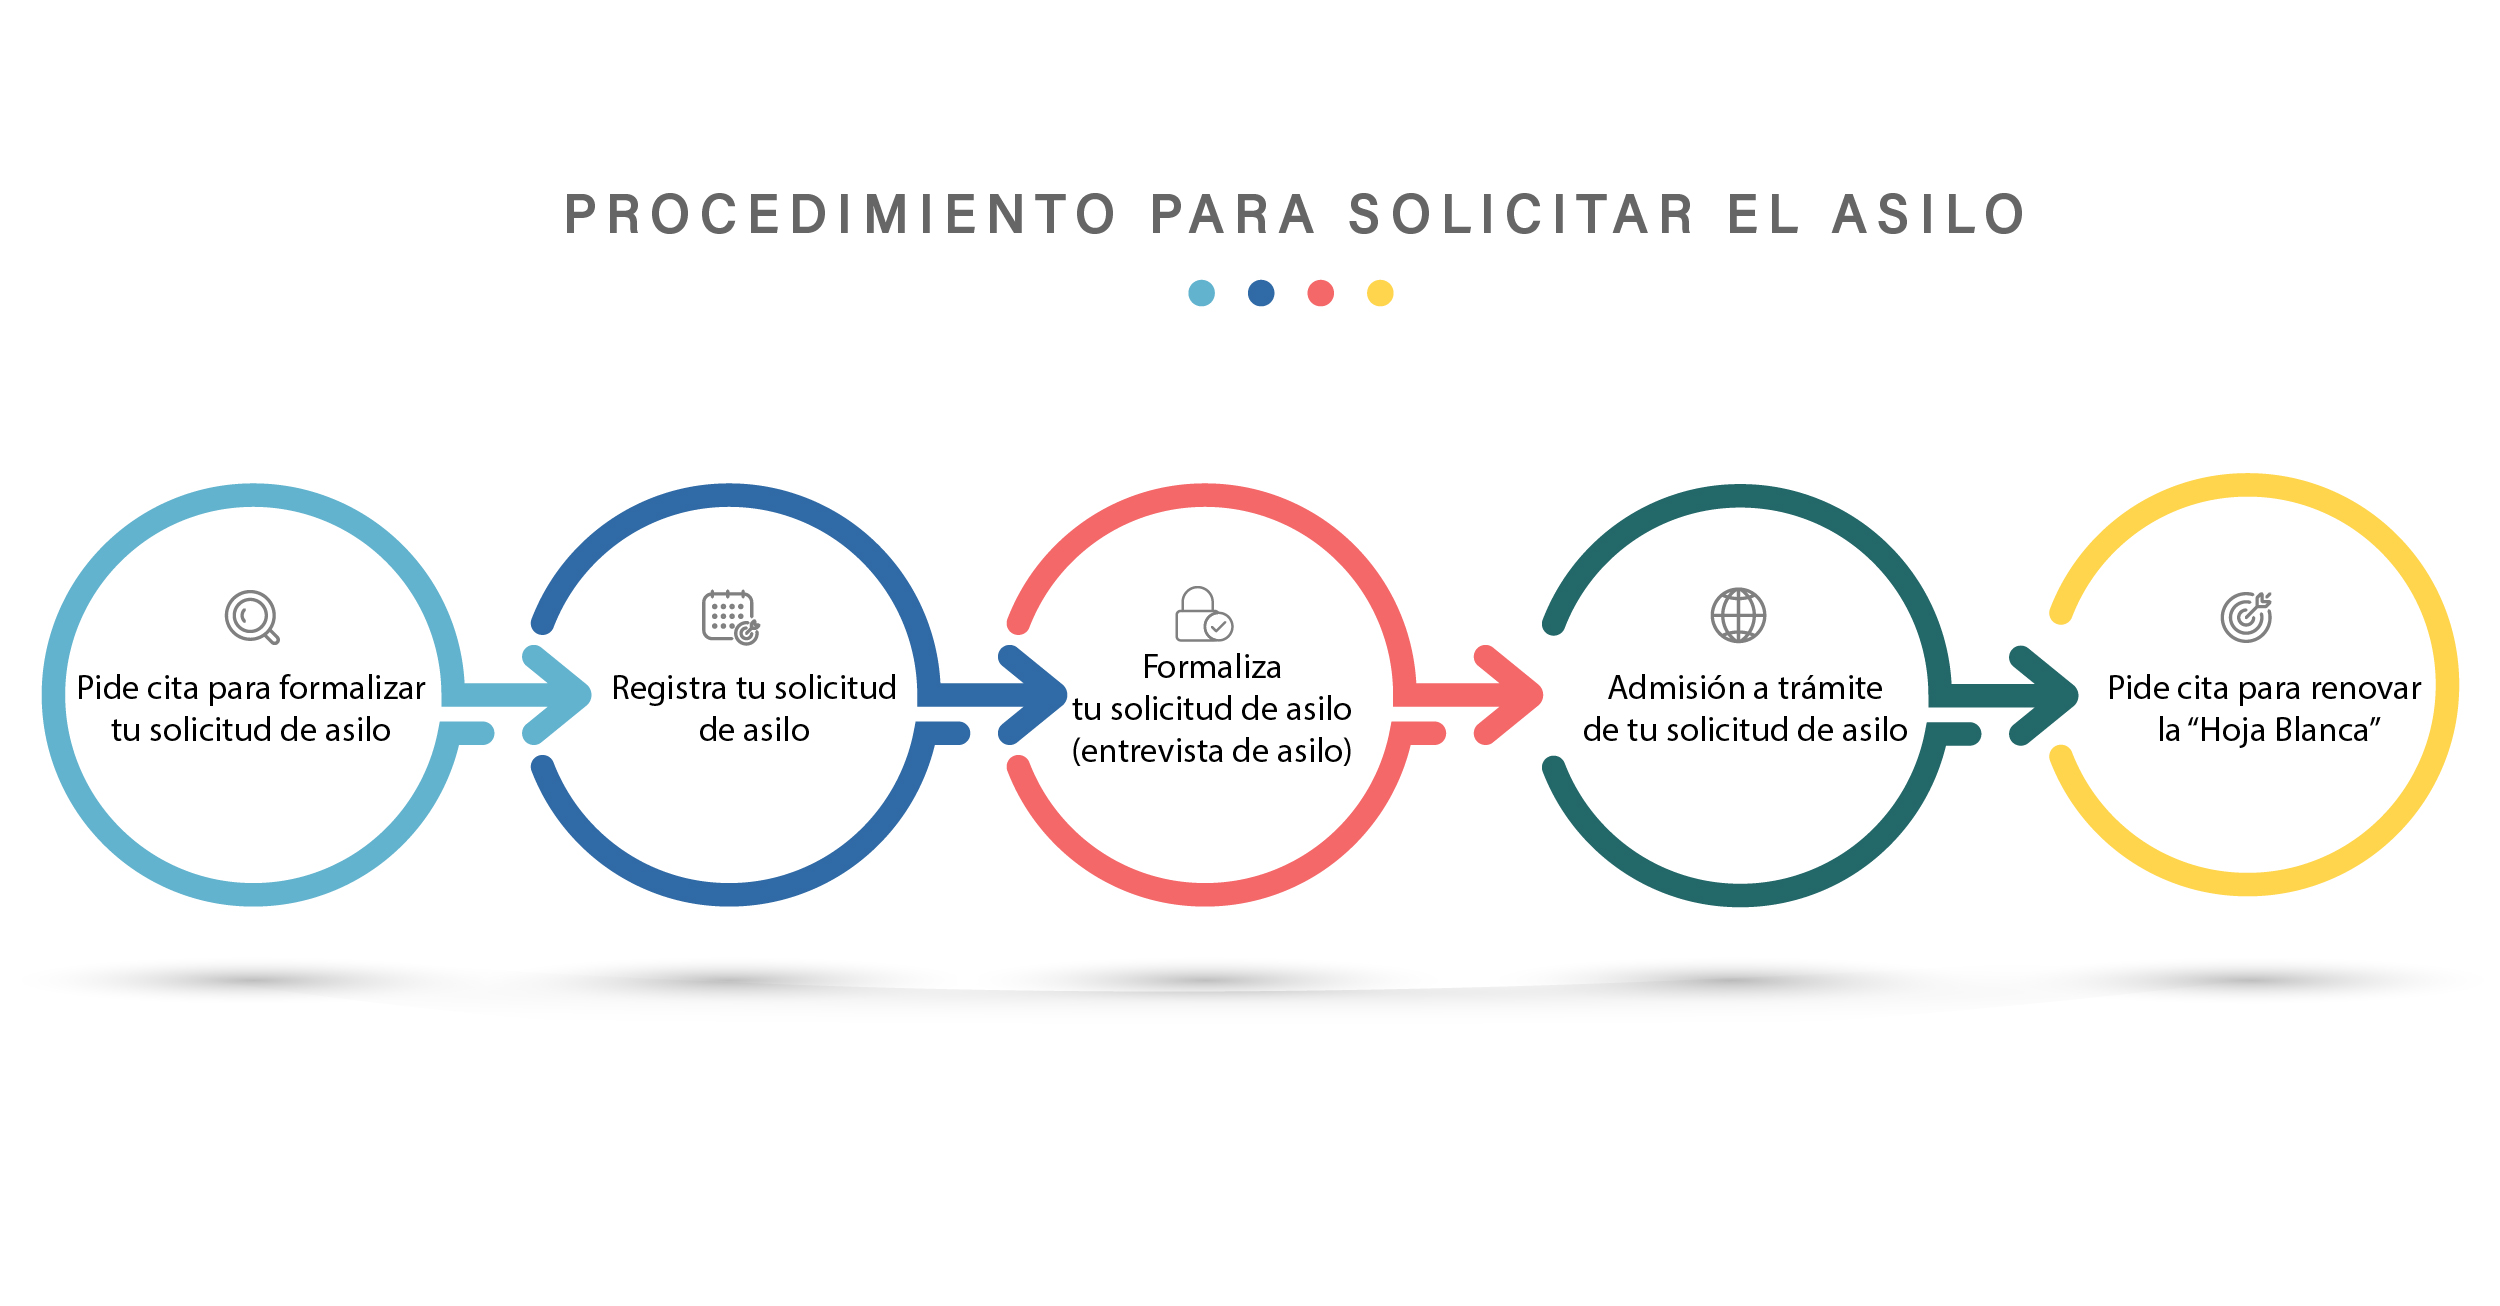 PROCEDIMIENTO PARA SOLICITAR EL ASILO
Pide cita para formalizar
tu solicitud de asilo
Registra tu solicitud
de asilo
Formaliza
tu solicitud de asilo
(entrevista de asilo)
Admisión a trámite
de tu solicitud de asilo
Pide cita para renovar
la “Hoja Blanca”